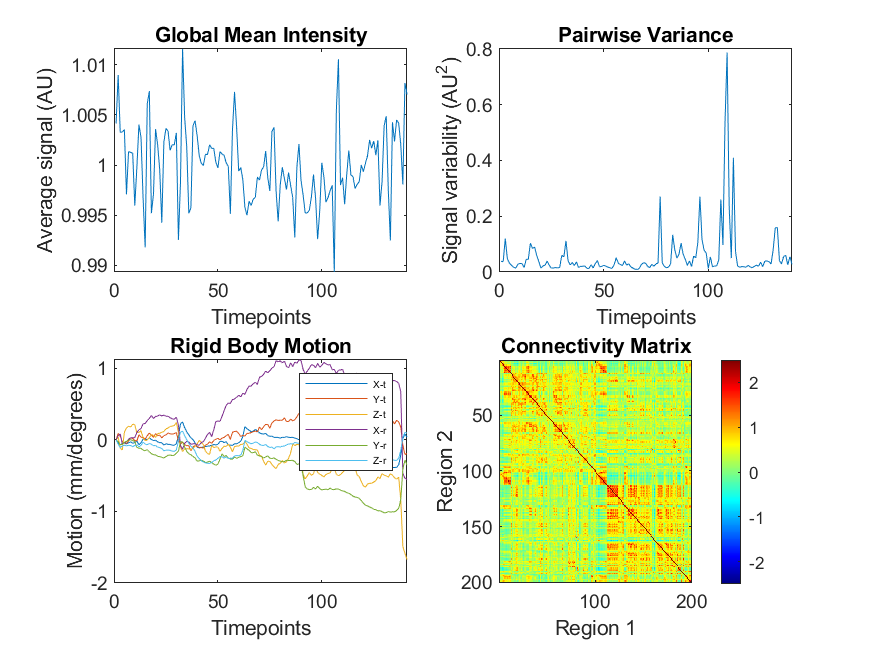 Global Mean Intensity
Average signal (AU)
1.01
1.005
1
0.995
0.99
0
50
100
Timepoints
Pairwise Variance
Signal variability (AU²)
0.8
0.6
0.4
0.2
0
0
50
100
Timepoints
Rigid Body Motion
Motion (mm/degrees)
1
0
-1
-2
0
50
100
Timepoints
X-t
Y-t
Z-t
X-r
Y-r
Z-r
Connectivity Matrix
Region 2
50
100
150
200
100
200
Region 1
2
1
0
-1
-2